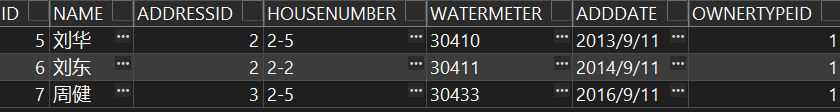 ID NAME ADDRESSID HOUSENUMBER WATERMETER ADDDATE OWNERTYPEID
5 刘华 ··· 2 2-5 ··· 30410 ··· 2013/9/11 ··· 1
6 刘东 ··· 2 2-2 ··· 30411 ··· 2014/9/11 ··· 1
7 周健 ··· 3 2-5 ··· 30433 ··· 2016/9/11 ··· 1